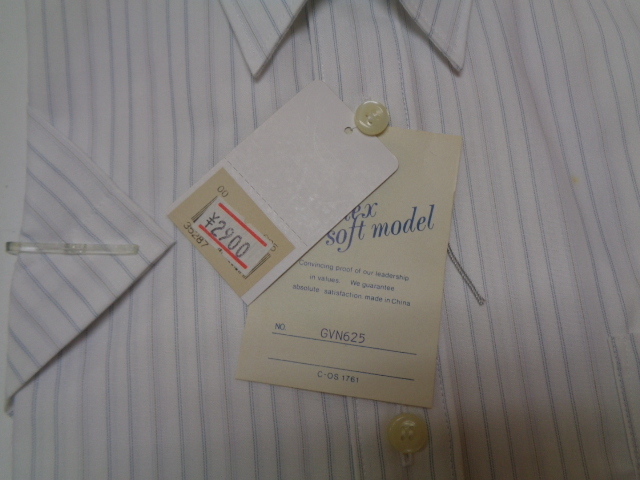 ¥2900
tex
soft model
Convincing proof of our leadership
in values. We guarantee
absolute satisfaction made in China
NO. GVN625
C-OS 1761